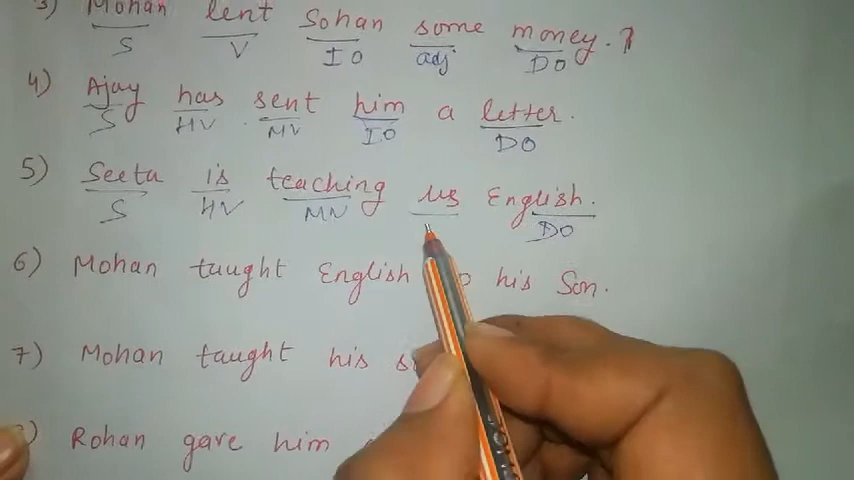 3) Mohan lent Sohan some money.
S V IO adj DO
4) Ajay has sent him a letter.
S HV MV IO DO
5) Seeta is teaching us English.
S HV MV DO
6) Mohan taught English his Son.
7) Mohan taught his
Rohan gave him